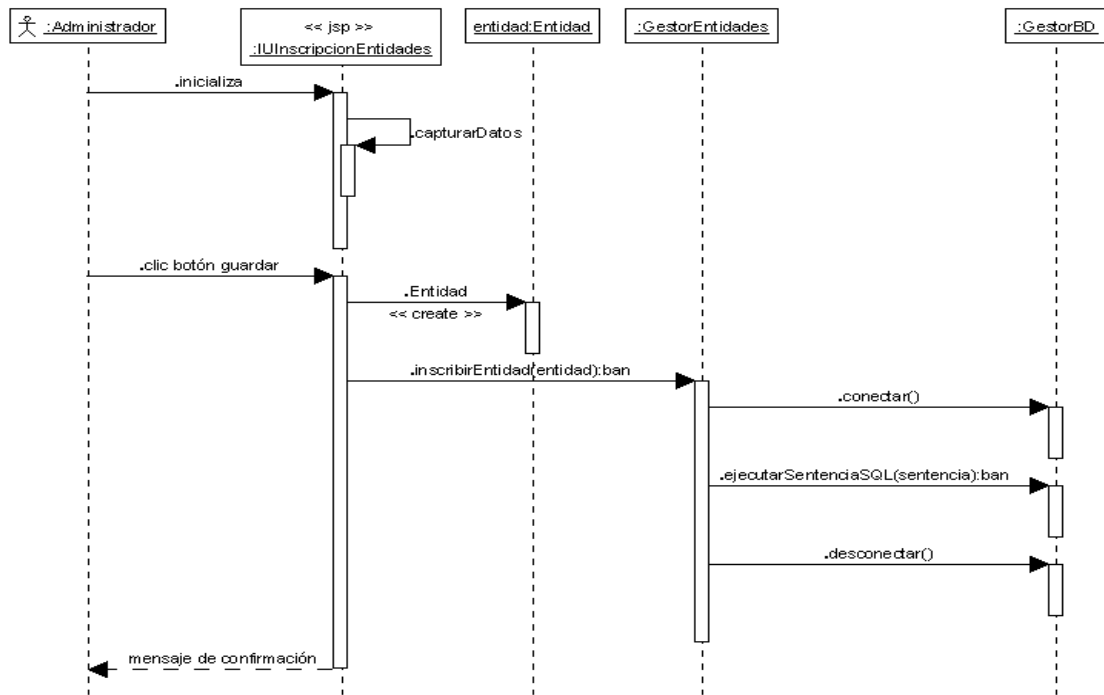 :Administrador
<< jsp >>
:IUInscripcionEntidades
entidad:Entidad
:GestorEntidades
:GestorBD
.inicializa
.capturarDatos
.clic botón guardar
.Entidad
<< create >>
.inscribirEntidad(entidad):ban
.conectar()
.ejecutarSentenciaSQL(sentencia):ban
.desconectar()
mensaje de confirmación